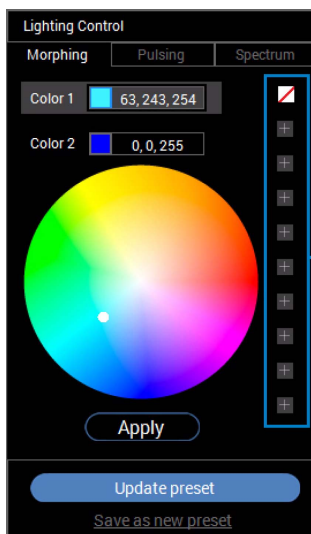 Lighting Control
Morphing Pulsing Spectrum
Color 1 63, 243, 254
Color 2 0, 0, 255
Apply
Update preset
Save as new preset